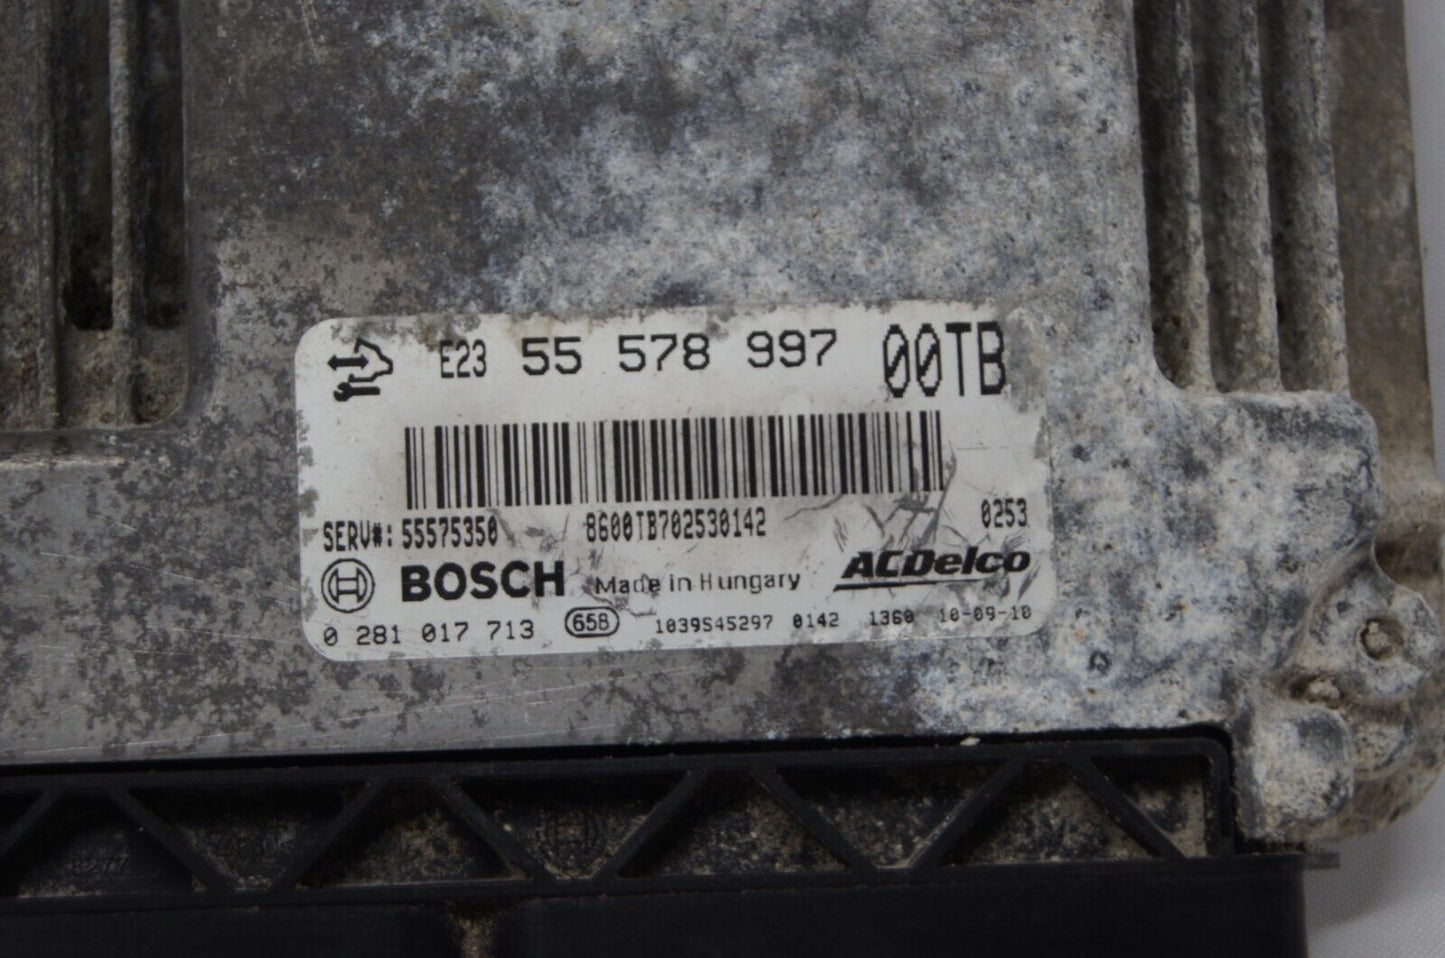 E23 55 578 997 00TB
SERV#: 55575350 8600TB702530142 0253
BOSCH Made in Hungary ACDelco
0 281 017 713 658 1039S45297 0142 1360 10-09-10